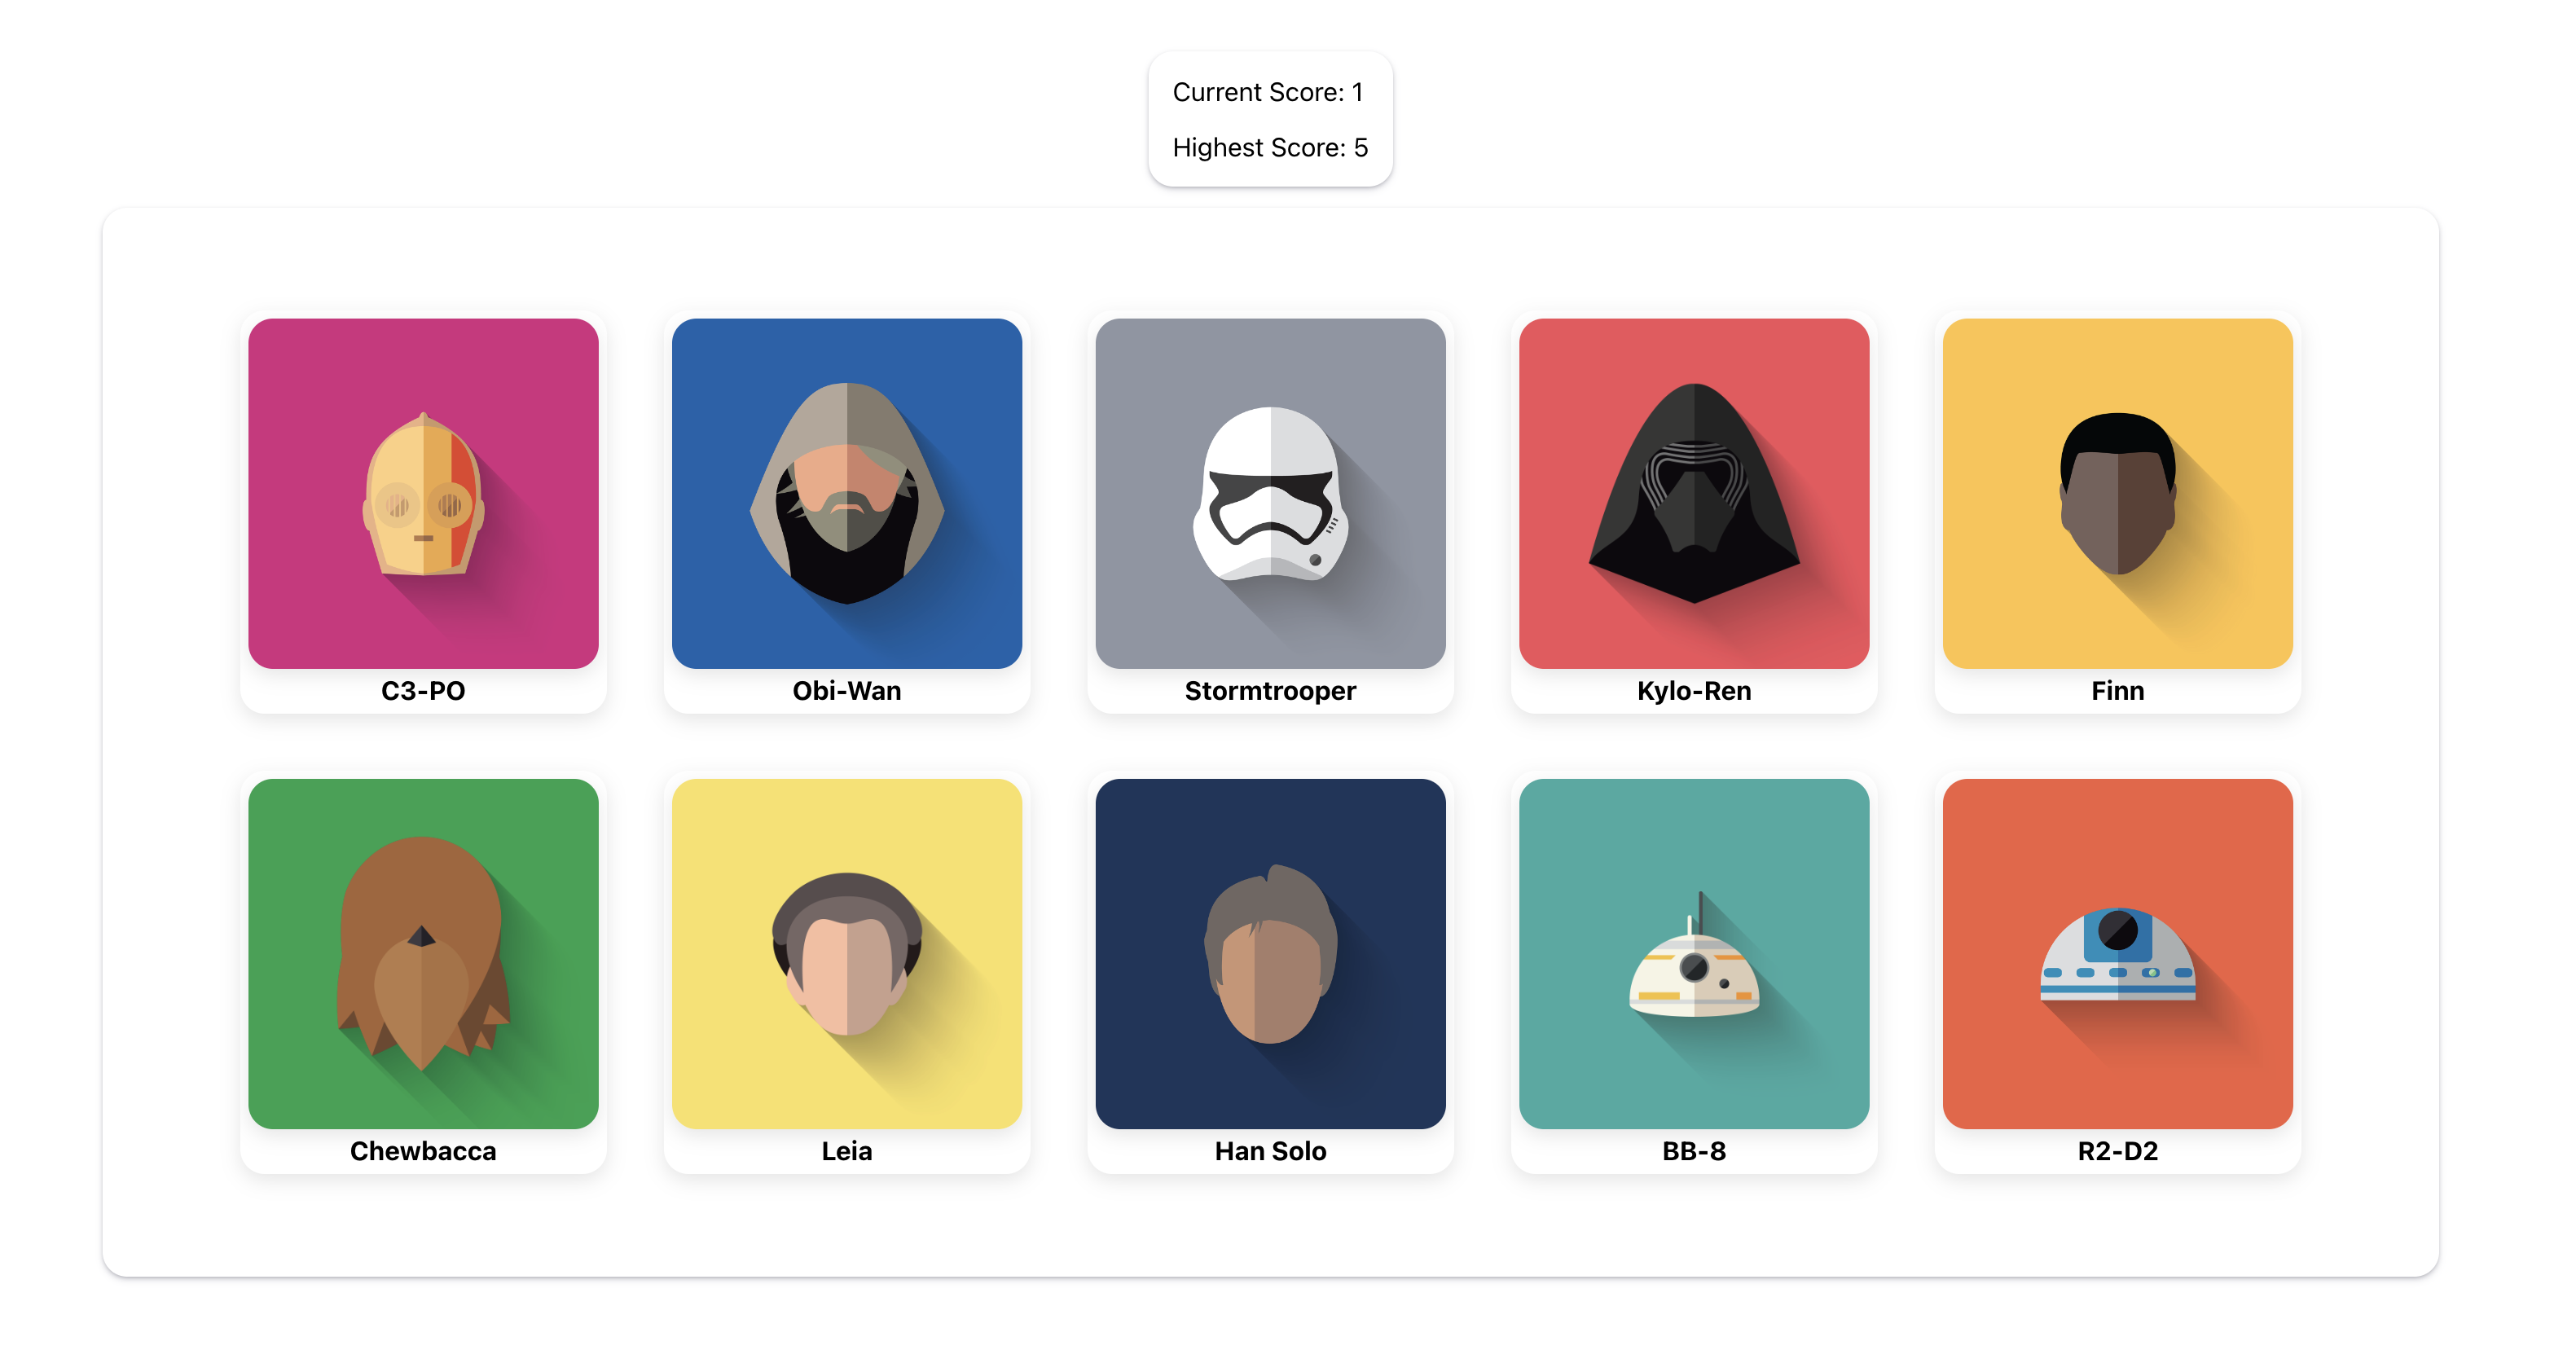 Current Score: 1
Highest Score: 5
C3-PO
Obi-Wan
Stormtrooper
Kylo-Ren
Finn
Chewbacca
Leia
Han Solo
BB-8
R2-D2